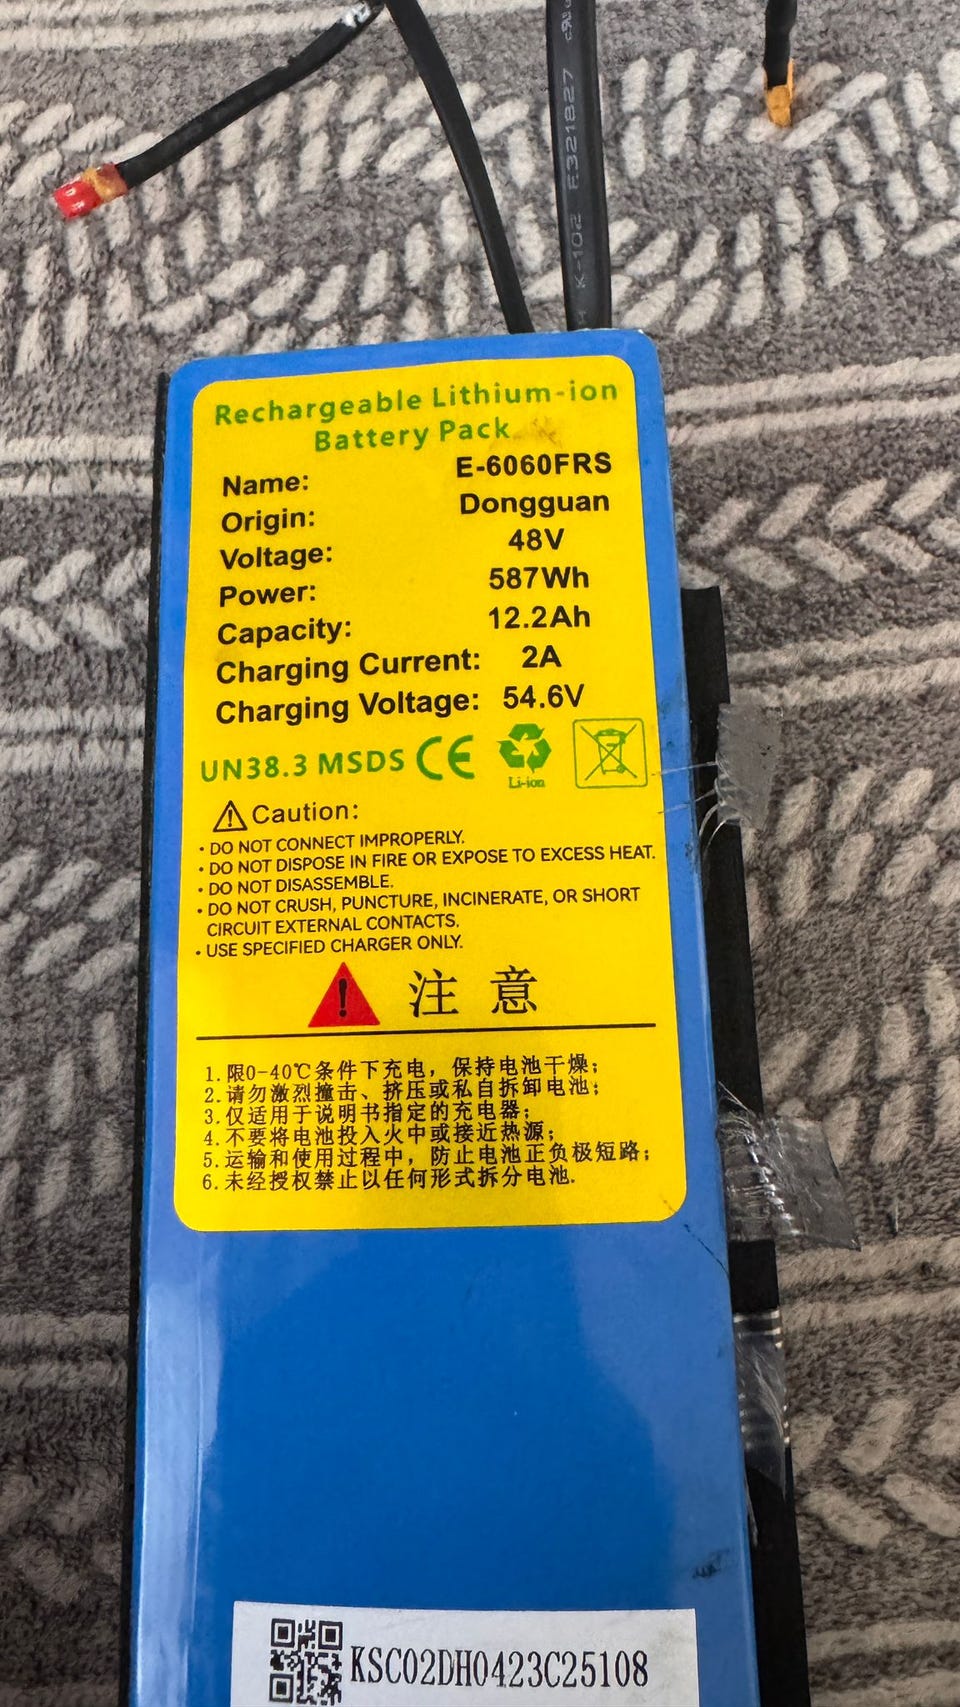 c
K-102 E321827
Rechargeable Lithium-ion
Battery Pack
Name: E-6060FRS
Origin: Dongguan
Voltage: 48V
Power: 587Wh
Capacity: 12.2Ah
Charging Current: 2A
Charging Voltage: 54.6V
UN38.3 MSDS CE
Li-ion
Caution:
• DO NOT CONNECT IMPROPERLY.
• DO NOT DISPOSE IN FIRE OR EXPOSE TO EXCESS HEAT.
• DO NOT DISASSEMBLE.
• DO NOT CRUSH, PUNCTURE, INCINERATE, OR SHORT
CIRCUIT EXTERNAL CONTACTS.
• USE SPECIFIED CHARGER ONLY.
注 意
1.限0-40℃条件下充电，保持电池干燥；
2.请勿激烈撞击、挤压或私自拆卸电池；
3.仅适用于说明书指定的充电器；
4.不要将电池投入火中或接近热源；
5.运输和使用过程中，防止电池正负极短路；
6.未经授权禁止以任何形式拆分电池.
KSC02DH0423C25108